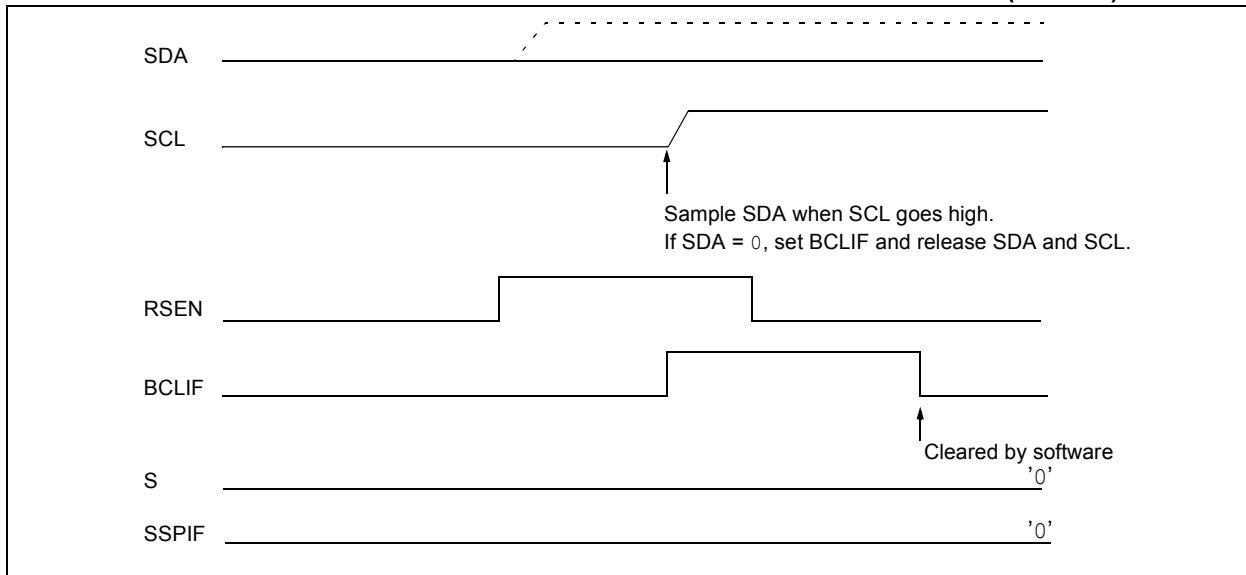 SDA
SCL
Sample SDA when SCL goes high.
If SDA = 0, set BCLIF and release SDA and SCL.
RSEN
BCLIF
Cleared by software
S
'0'
SSPIF
'0'